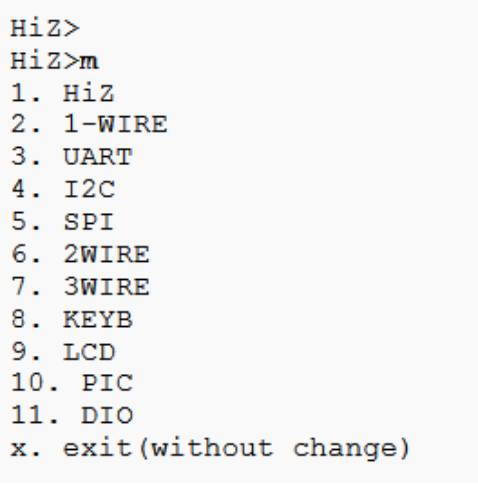 HiZ>
HiZ>m
1. HiZ
2. 1-WIRE
3. UART
4. I2C
5. SPI
6. 2WIRE
7. 3WIRE
8. KEYB
9. LCD
10. PIC
11. DIO
x. exit(without change)